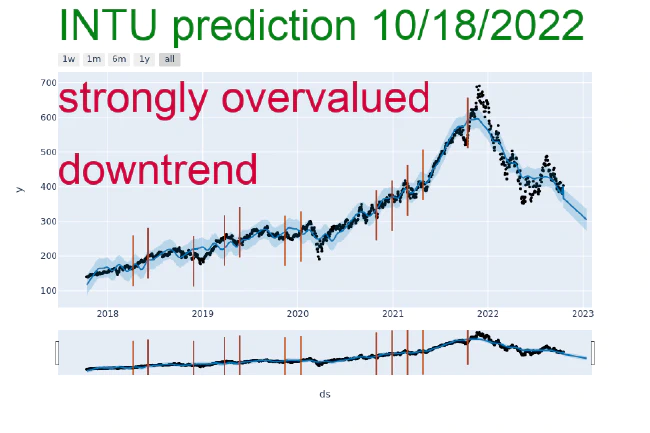 INTU prediction 10/18/2022
1w 1m 6m 1y all
strongly overvalued
downtrend
700
600
500
400
300
200
100
y
2018 2019 2020 2021 2022 2023
ds